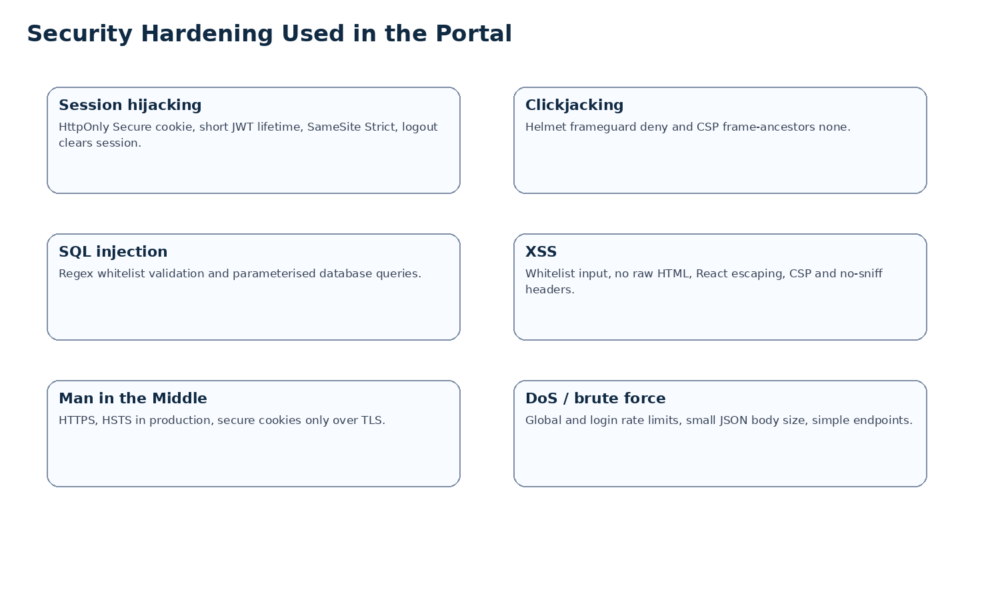 Security Hardening Used in the Portal
Session hijacking
HttpOnly Secure cookie, short JWT lifetime, SameSite Strict, logout
clears session.
Clickjacking
Helmet frameguard deny and CSP frame-ancestors none.
SQL injection
Regex whitelist validation and parameterised database queries.
XSS
Whitelist input, no raw HTML, React escaping, CSP and no-sniff
headers.
Man in the Middle
HTTPS, HSTS in production, secure cookies only over TLS.
DoS / brute force
Global and login rate limits, small JSON body size, simple endpoints.